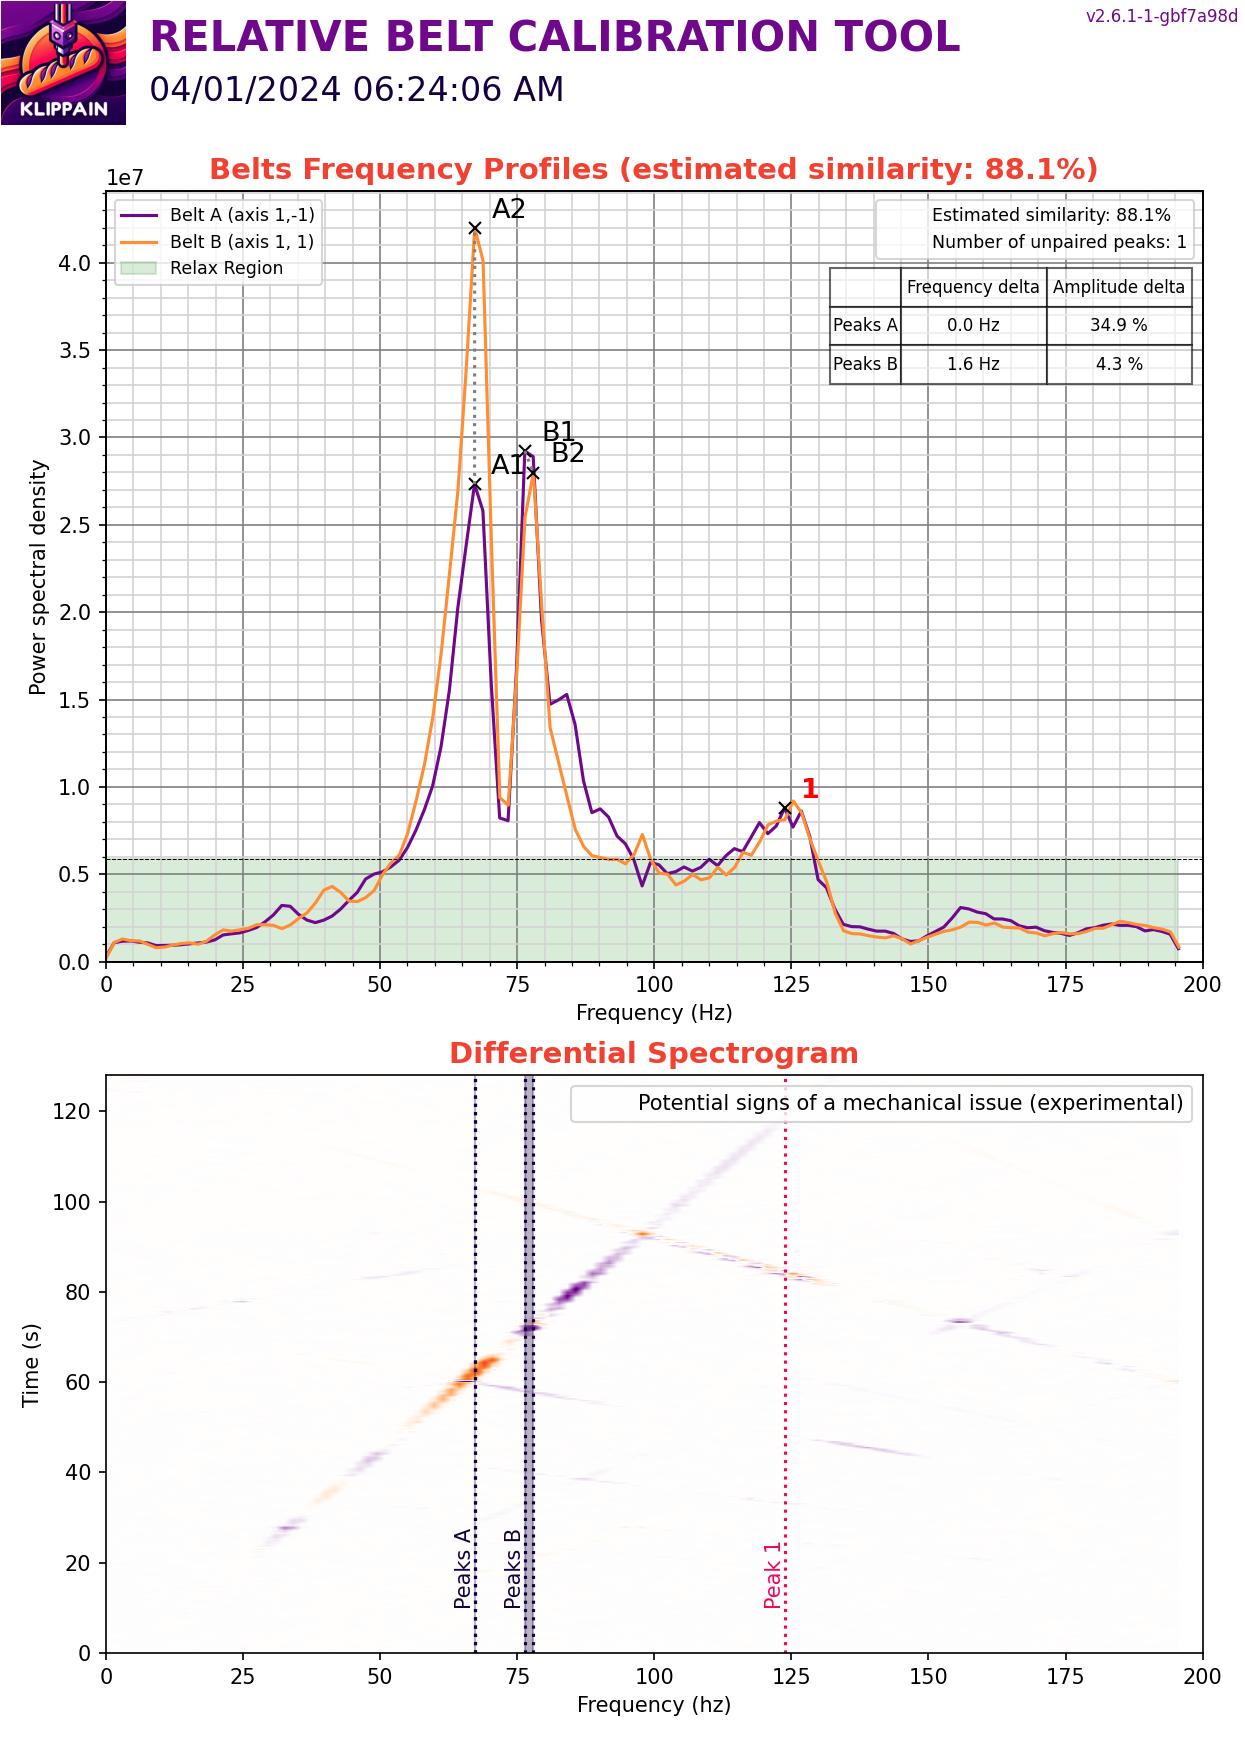 v2.6.1-1-gbf7a98d
KLIPPAIN
RELATIVE BELT CALIBRATION TOOL
04/01/2024 06:24:06 AM
Belts Frequency Profiles (estimated similarity: 88.1%)
1e7
Belt A (axis 1,-1)
Belt B (axis 1, 1)
Relax Region
Estimated similarity: 88.1%
Number of unpaired peaks: 1
Frequency delta Amplitude delta
Peaks A 0.0 Hz 34.9 %
Peaks B 1.6 Hz 4.3 %
A2
B1
B2
A1
1
Power spectral density
4.0
3.5
3.0
2.5
2.0
1.5
1.0
0.5
0.0
0 25 50 75 100 125 150 175 200
Frequency (Hz)
Differential Spectrogram
Potential signs of a mechanical issue (experimental)
Time (s)
120
100
80
60
40
20
0
Peaks A
Peaks B
Peak 1
0 25 50 75 100 125 150 175 200
Frequency (hz)